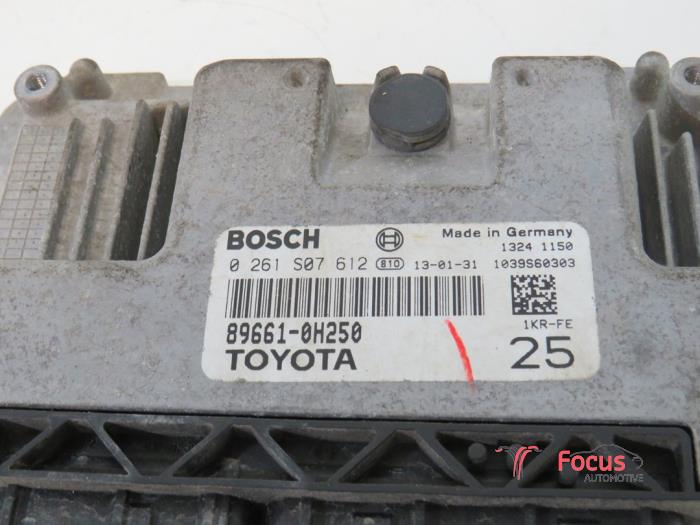 BOSCH Made in Germany
1324 1150
0 261 S07 612 810 13-01-31 1039S60303
89661-0H250 1KR-FE
TOYOTA 25
Focus
AUTOMOTIVE